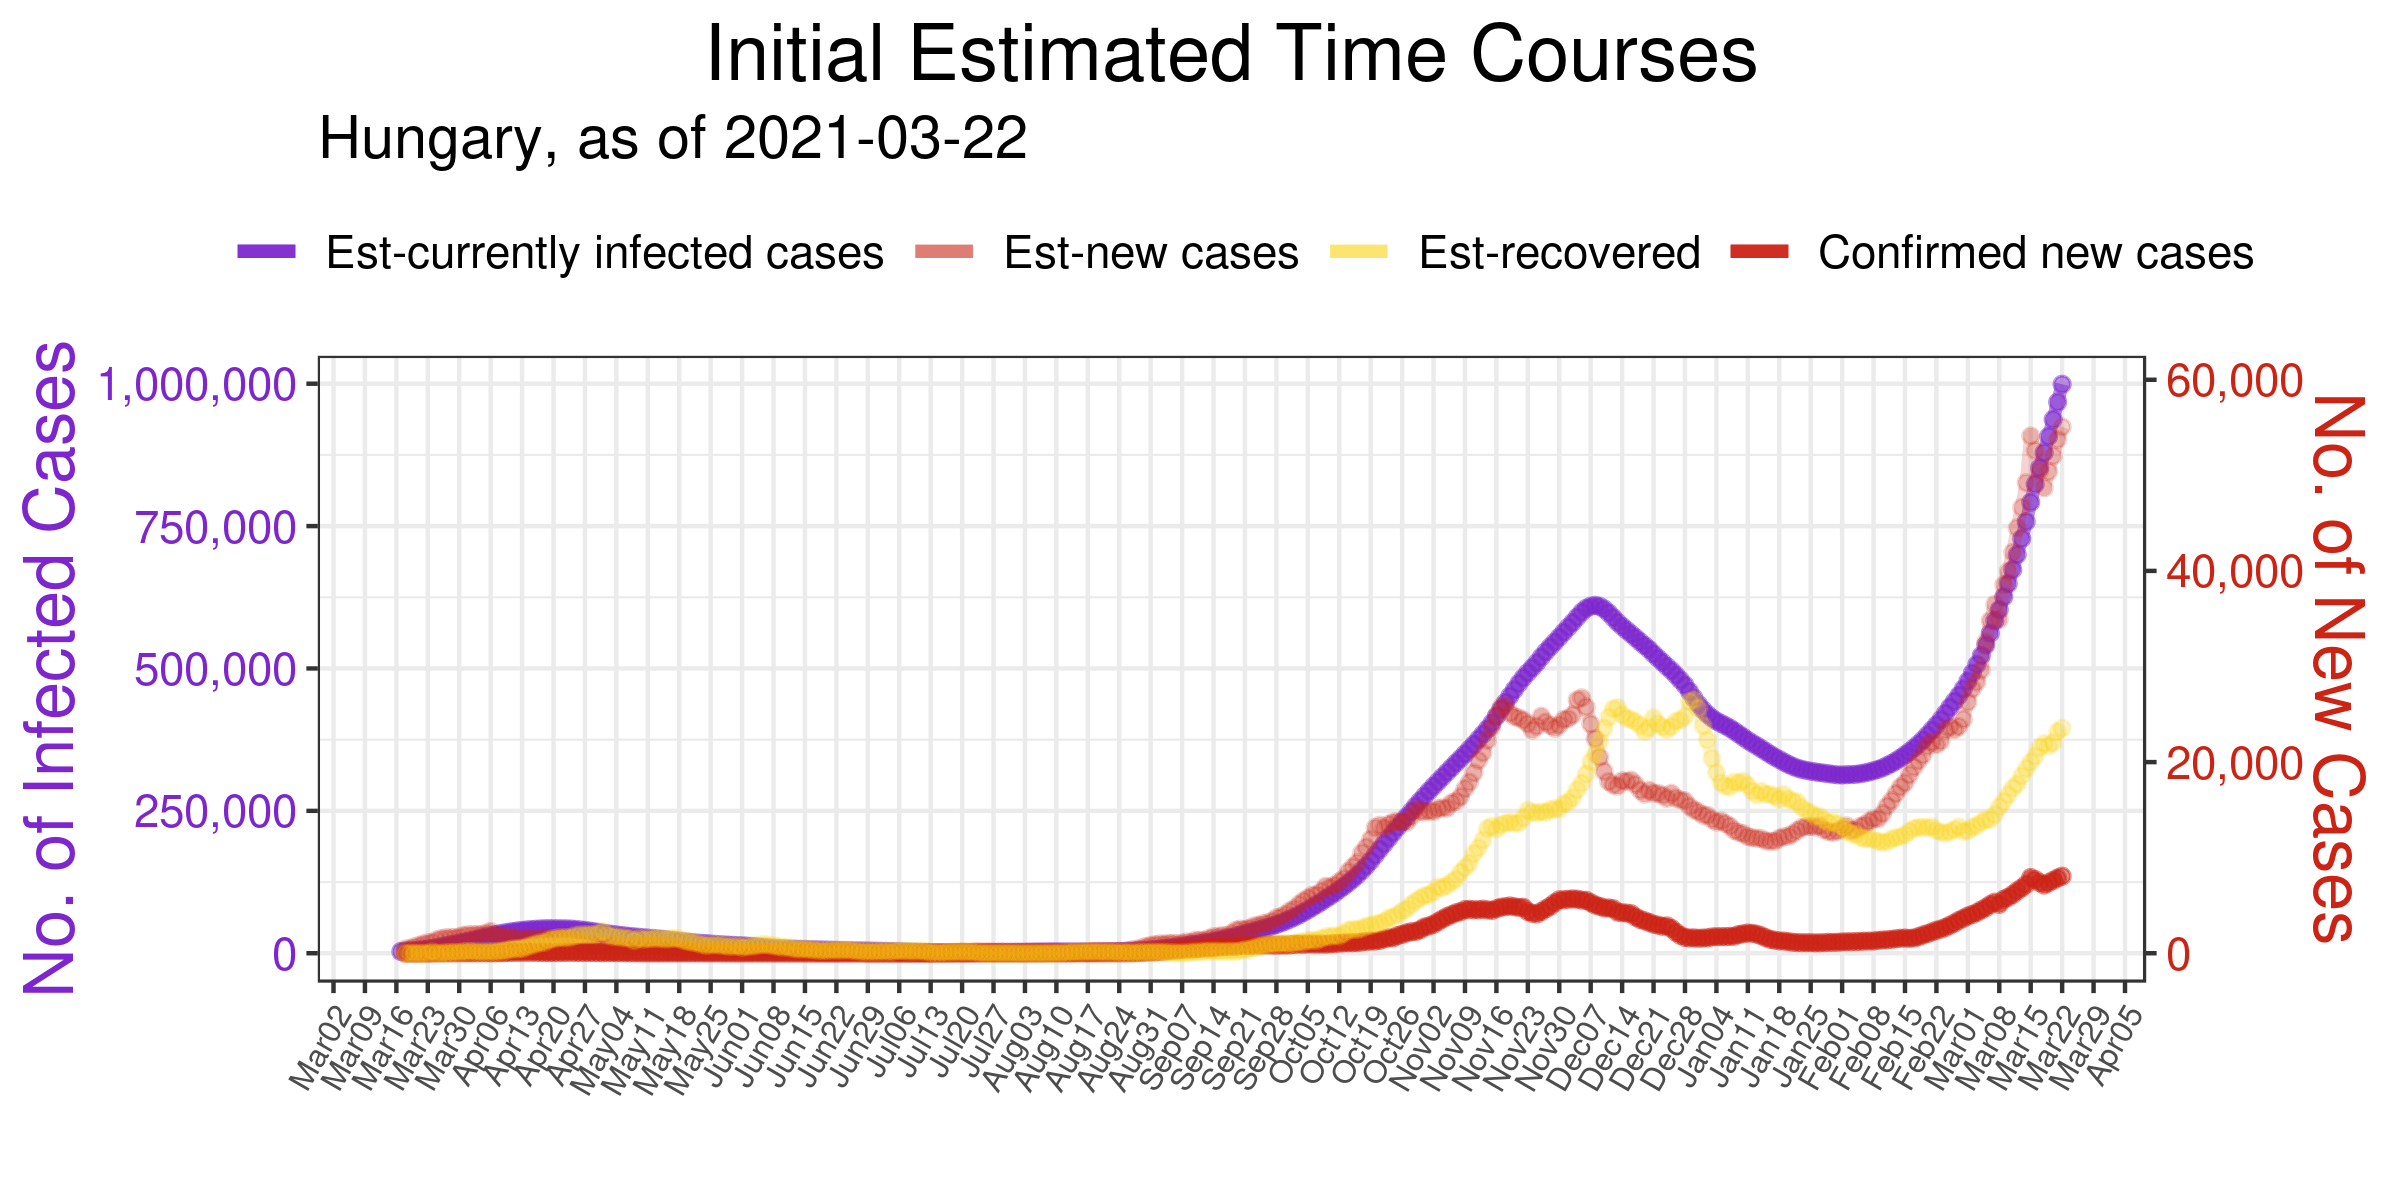 Initial Estimated Time Courses
Hungary, as of 2021-03-22
Est-currently infected cases
Est-new cases
Est-recovered
Confirmed new cases
No. of Infected Cases
1,000,000
750,000
500,000
250,000
0
60,000
40,000
20,000
0
No. of New Cases
Mar02
Mar09
Mar16
Mar23
Mar30
Apr06
Apr13
Apr20
Apr27
May04
May11
May18
May25
Jun01
Jun08
Jun15
Jun22
Jun29
Jul06
Jul13
Jul20
Jul27
Aug03
Aug10
Aug17
Aug24
Aug31
Sep07
Sep14
Sep21
Sep28
Oct05
Oct12
Oct19
Oct26
Nov02
Nov09
Nov16
Nov23
Nov30
Dec07
Dec14
Dec21
Dec28
Jan04
Jan11
Jan18
Jan25
Feb01
Feb08
Feb15
Feb22
Mar01
Mar08
Mar15
Mar22
Mar29
Apr05